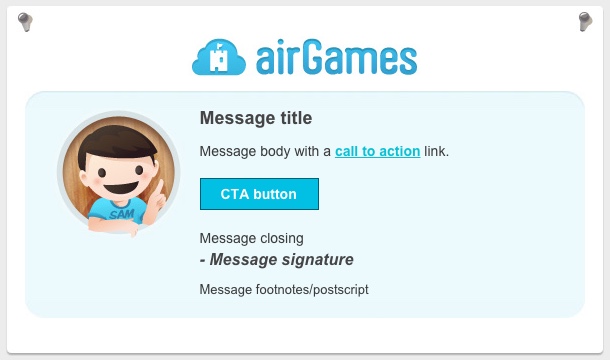 airGames
Message title
Message body with a call to action link.
SAM
CTA button
Message closing
- Message signature
Message footnotes/postscript